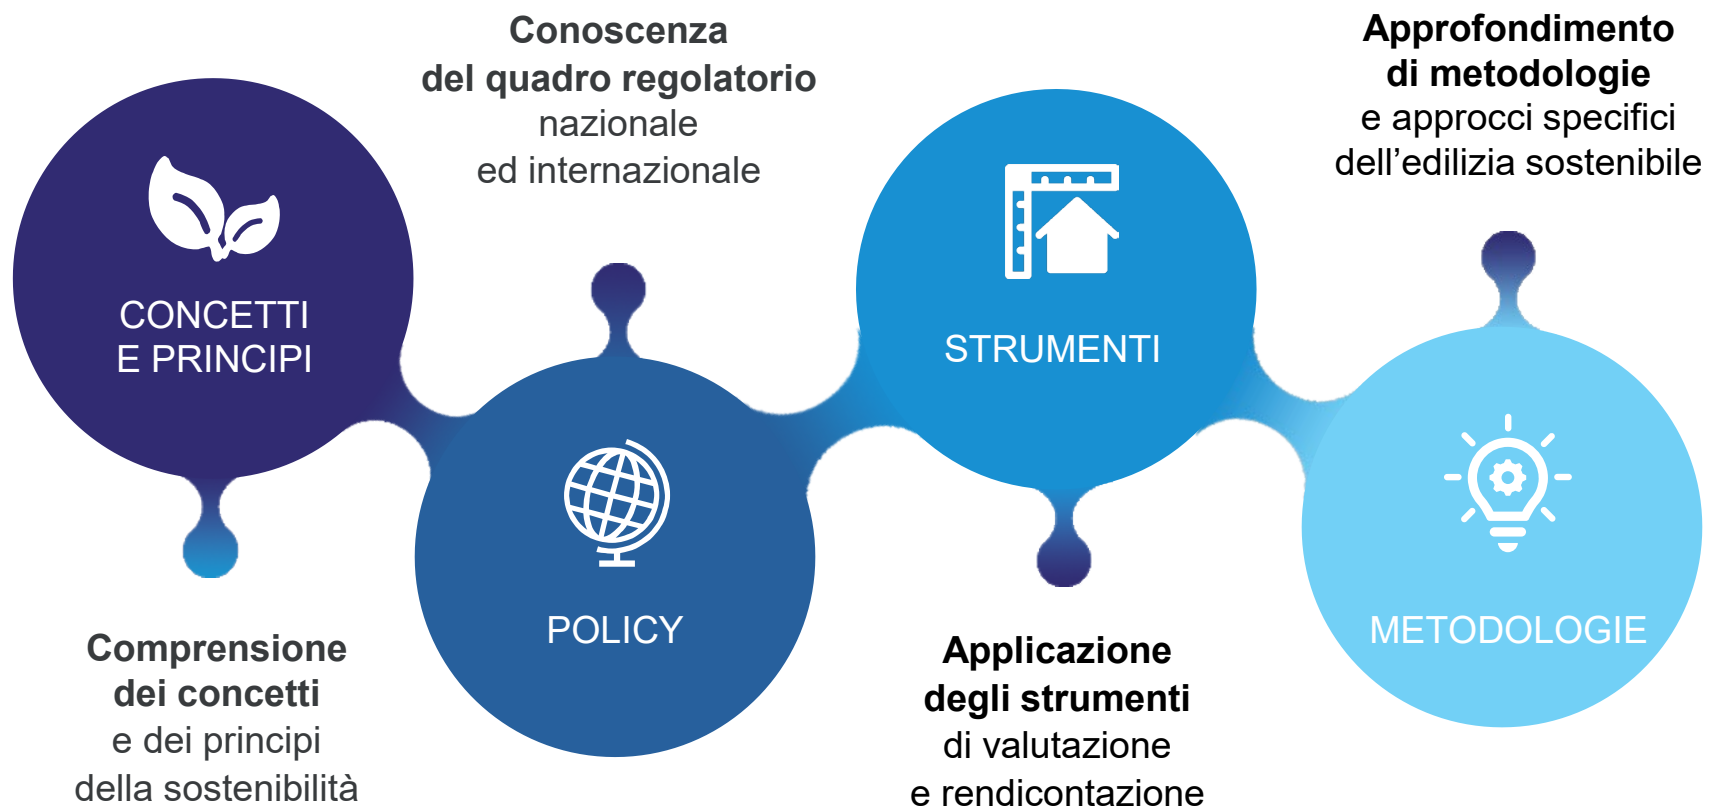 CONCETTI
E PRINCIPI
Comprensione
dei concetti
e dei principi
della sostenibilità
Conoscenza
del quadro regolatorio
nazionale
ed internazionale
POLICY
STRUMENTI
Applicazione
degli strumenti
di valutazione
e rendicontazione
Approfondimento
di metodologie
e approcci specifici
dell’edilizia sostenibile
METODOLOGIE